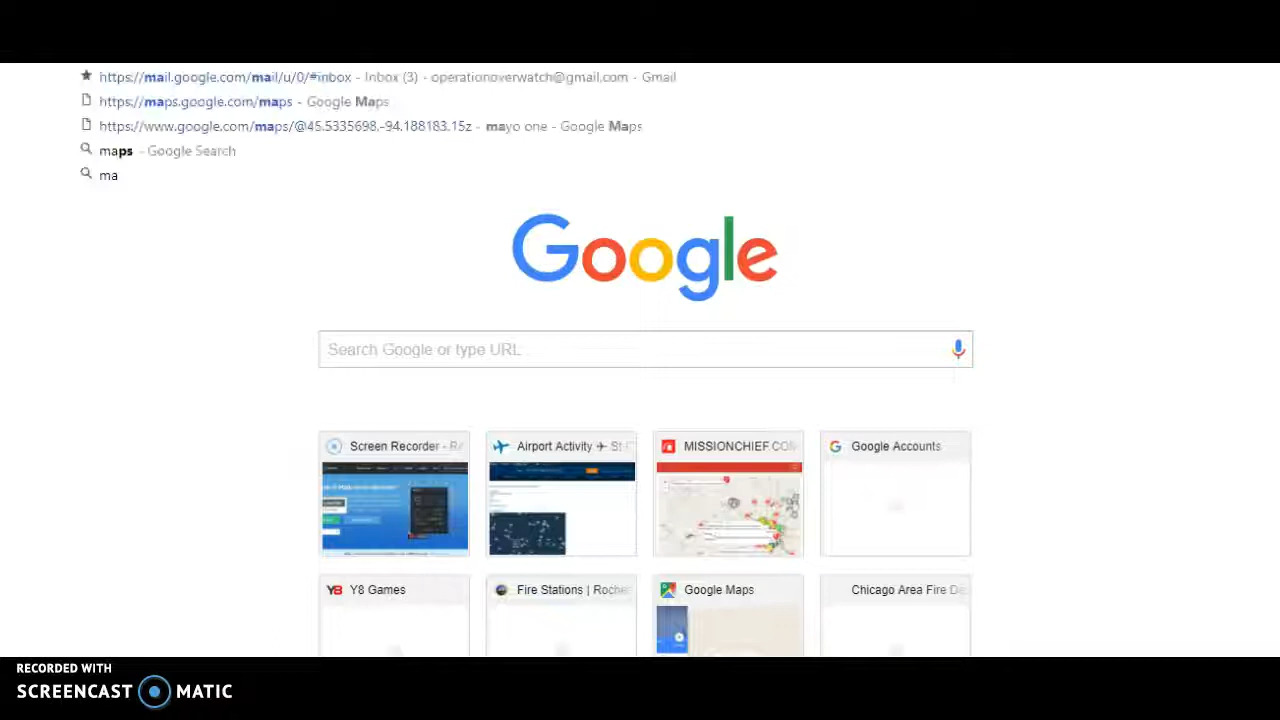 https://mail.google.com/mail/u/0/#inbox - Inbox (3) - operationoverwatch@gmail.com - Gmail
https://maps.google.com/maps - Google Maps
https://www.google.com/maps/@45.5335698,-94.188183,15z - mayo one - Google Maps
maps - Google Search
ma
Google
Search Google or type URL
Screen Recorder - R
Airport Activity St
MISSIONCHIEF.CO
Google Accounts
Y8 Games
Fire Stations | Roche
Google Maps
Chicago Area Fire De
RECORDED WITH
SCREENCAST MATIC